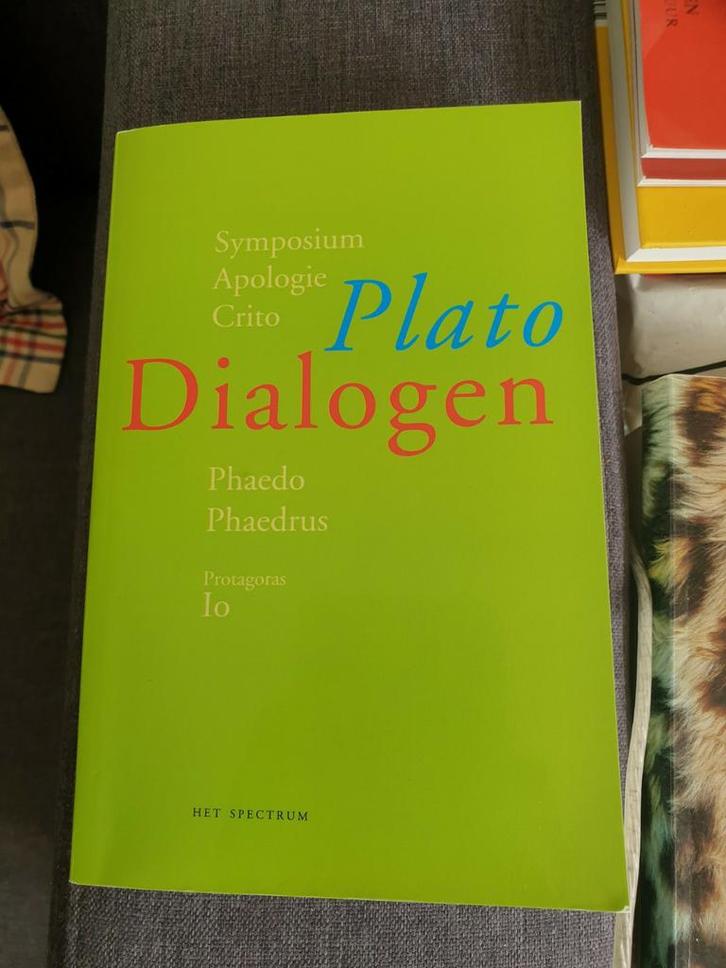 Symposium
Apologie
Crito
Plato
Dialogen
Phaedo
Phaedrus
Protagoras
Io
HET SPECTRUM